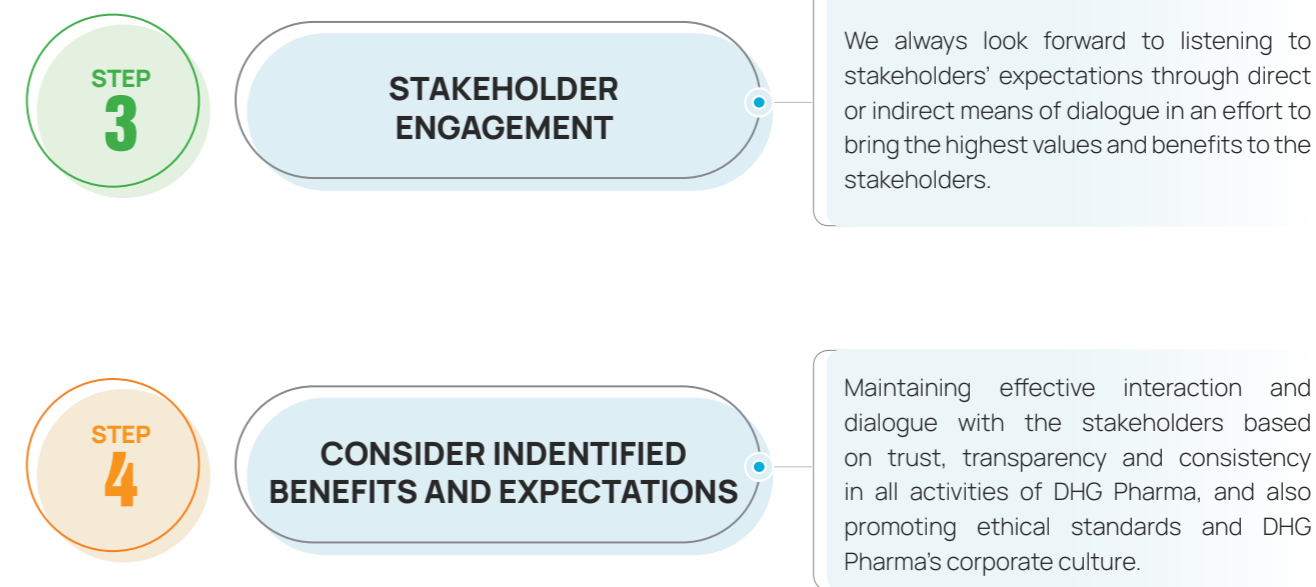 STEP
3
STAKEHOLDER
ENGAGEMENT
We always look forward to listening to
stakeholders’ expectations through direct
or indirect means of dialogue in an effort to
bring the highest values and benefits to the
stakeholders.
STEP
4
CONSIDER INDENTIFIED
BENEFITS AND EXPECTATIONS
Maintaining effective interaction and
dialogue with the stakeholders based
on trust, transparency and consistency
in all activities of DHG Pharma, and also
promoting ethical standards and DHG
Pharma’s corporate culture.